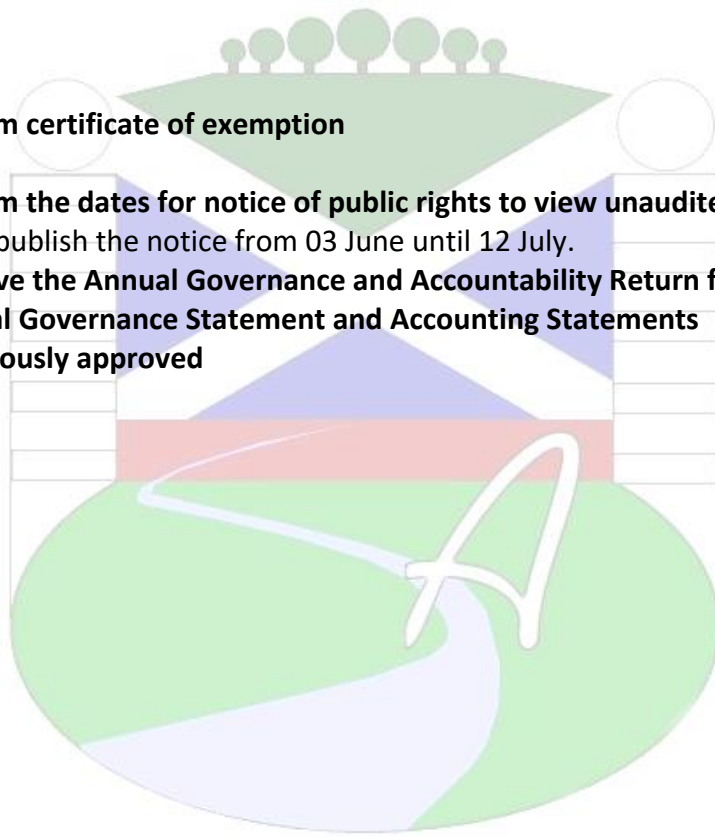 m certificate of exemption
m the dates for notice of public rights to view unaudite
publish the notice from 03 June until 12 July.
ve the Annual Governance and Accountability Return f
al Governance Statement and Accounting Statements
ously approved
A